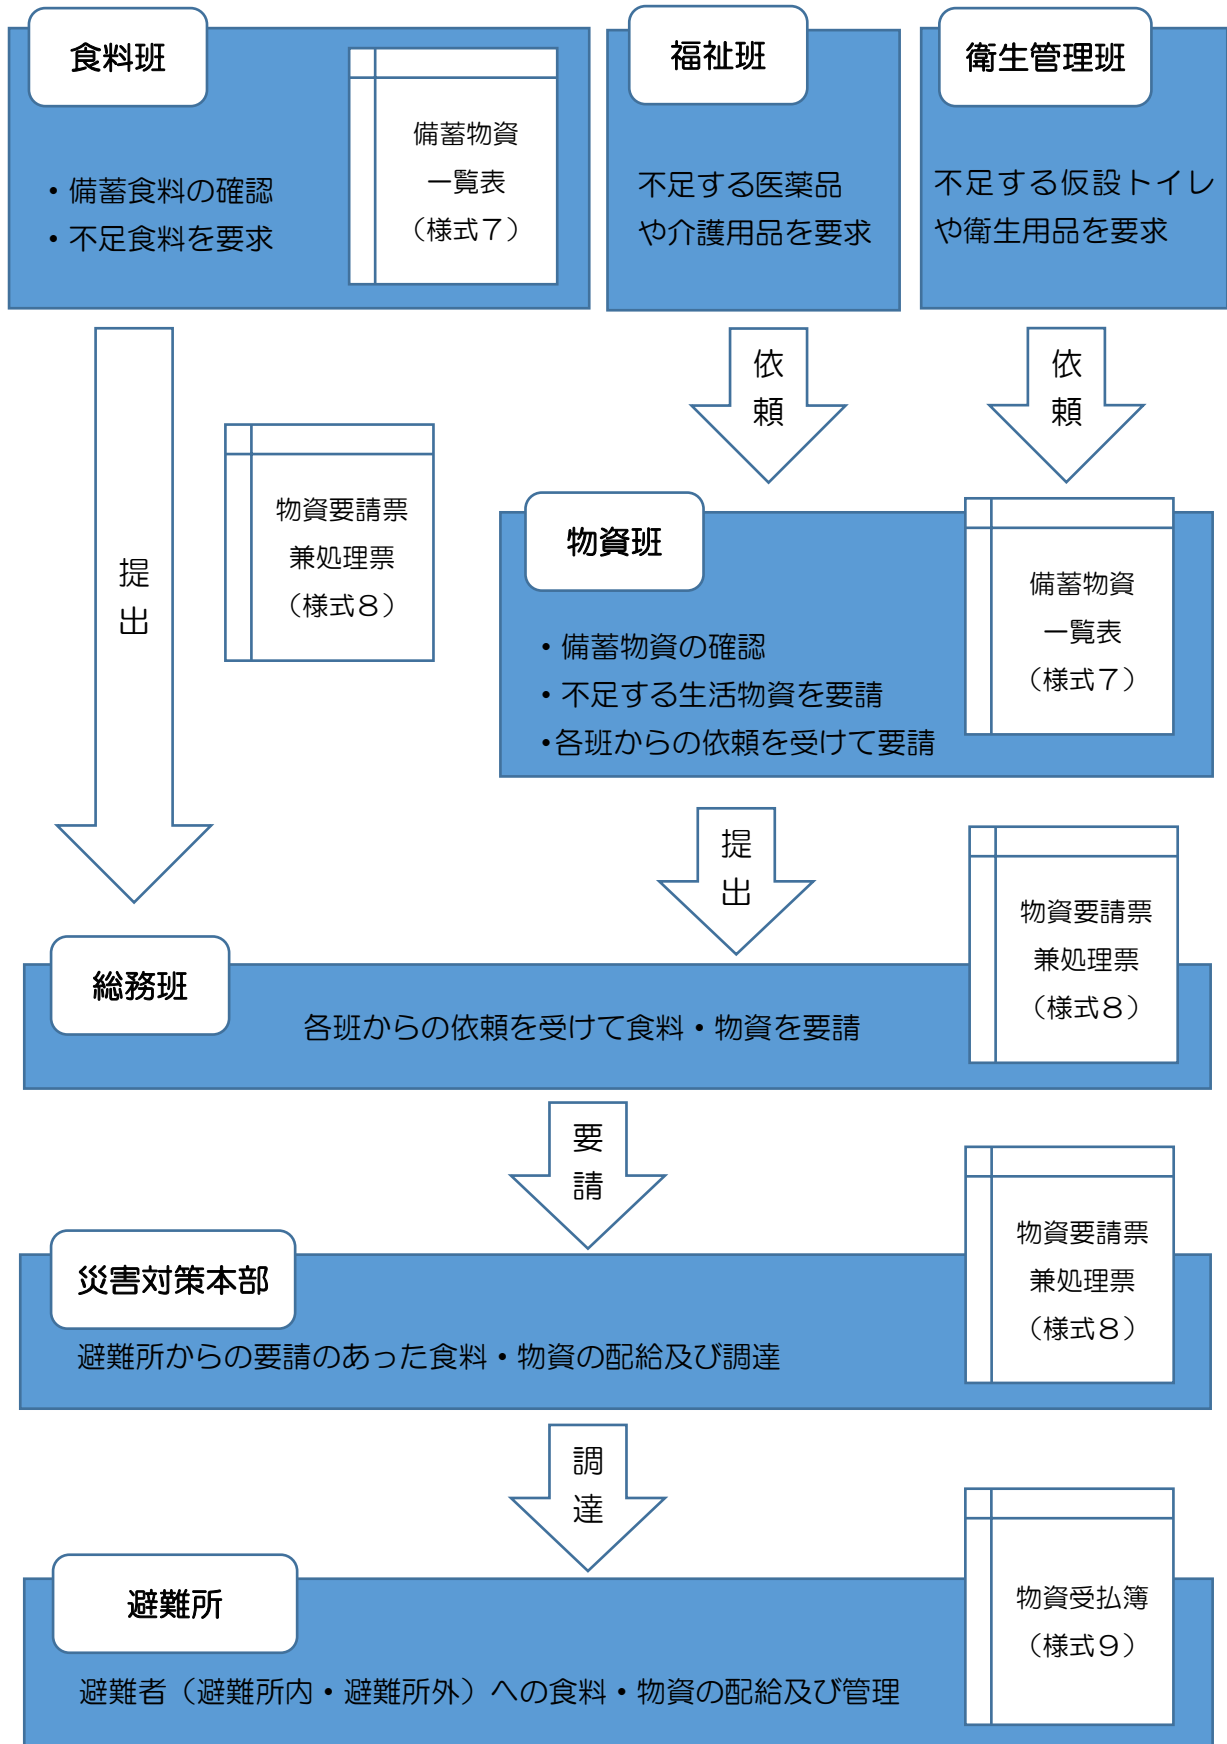 食料班
・備蓄食料の確認
・不足食料を要求
備蓄物資
一覧表
（様式７）
福祉班
不足する医薬品
や介護用品を要求
衛生管理班
不足する仮設トイレ
や衛生用品を要求
提
出
物資要請票
兼処理票
（様式８）
依
頼
依
頼
物資班
・備蓄物資の確認
・不足する生活物資を要請
・各班からの依頼を受けて要請
備蓄物資
一覧表
（様式７）
提
出
物資要請票
兼処理票
（様式８）
総務班
各班からの依頼を受けて食料・物資を要請
要
請
物資要請票
兼処理票
（様式８）
災害対策本部
避難所からの要請のあった食料・物資の配給及び調達
調
達
物資受払簿
（様式９）
避難所
避難者（避難所内・避難所外）への食料・物資の配給及び管理